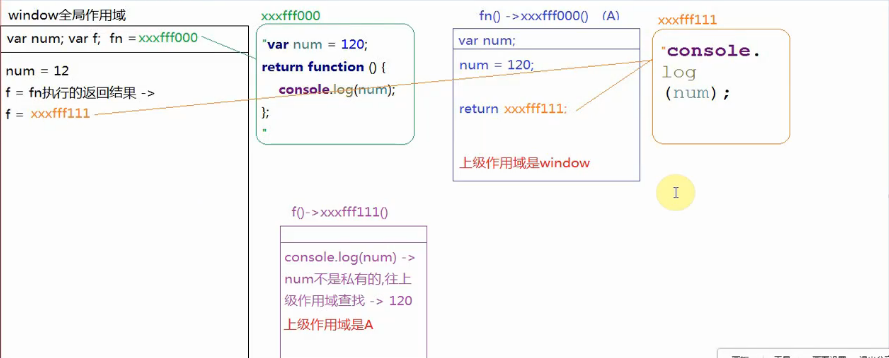 window全局作用域
var num; var f; fn =xxxfff000
num = 12
f = fn执行的返回结果 ->
f = xxxfff111
xxxfff000
"var num = 120;
return function () {
console.log(num);
};
"
fn() ->xxxfff000() (A)
var num;
num = 120;
return xxxfff111;
上级作用域是window
xxxfff111
"console.
log
(num);
f()->xxxfff111()
console.log(num) ->
num不是私有的,往上
级作用域查找 -> 120
上级作用域是A